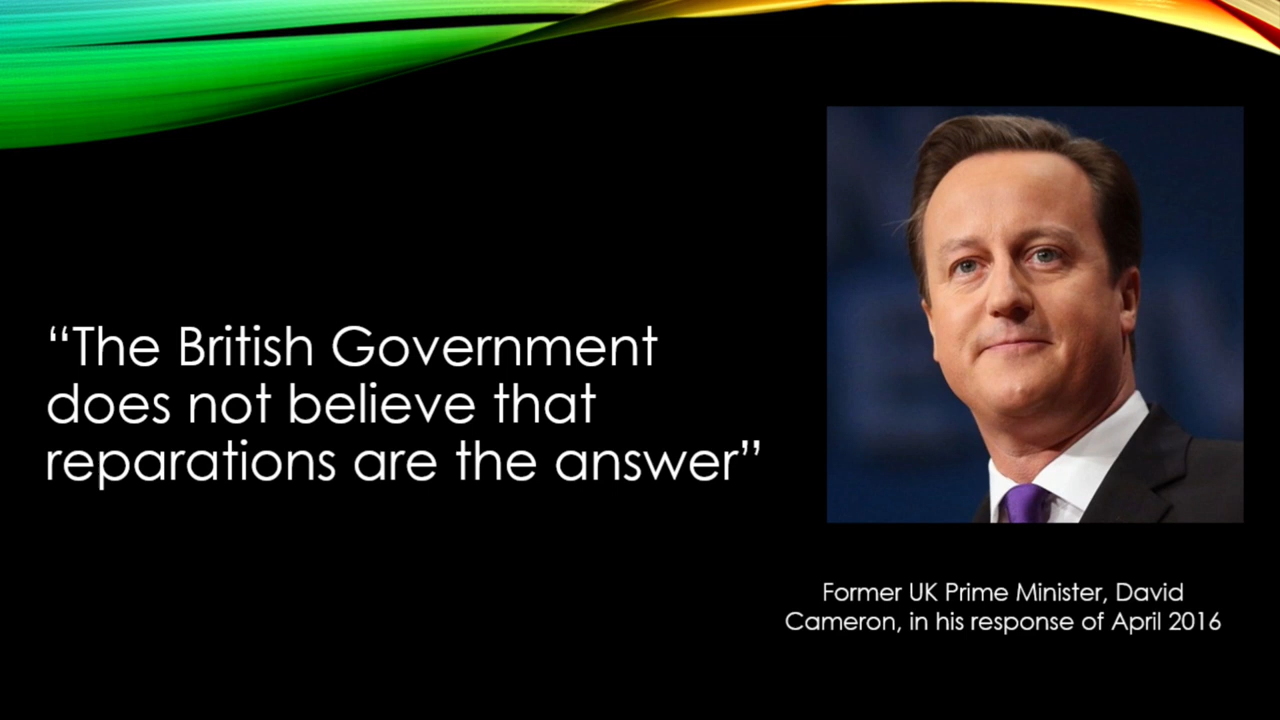 “The British Government
does not believe that
reparations are the answer”
Former UK Prime Minister, David
Cameron, in his response of April 2016